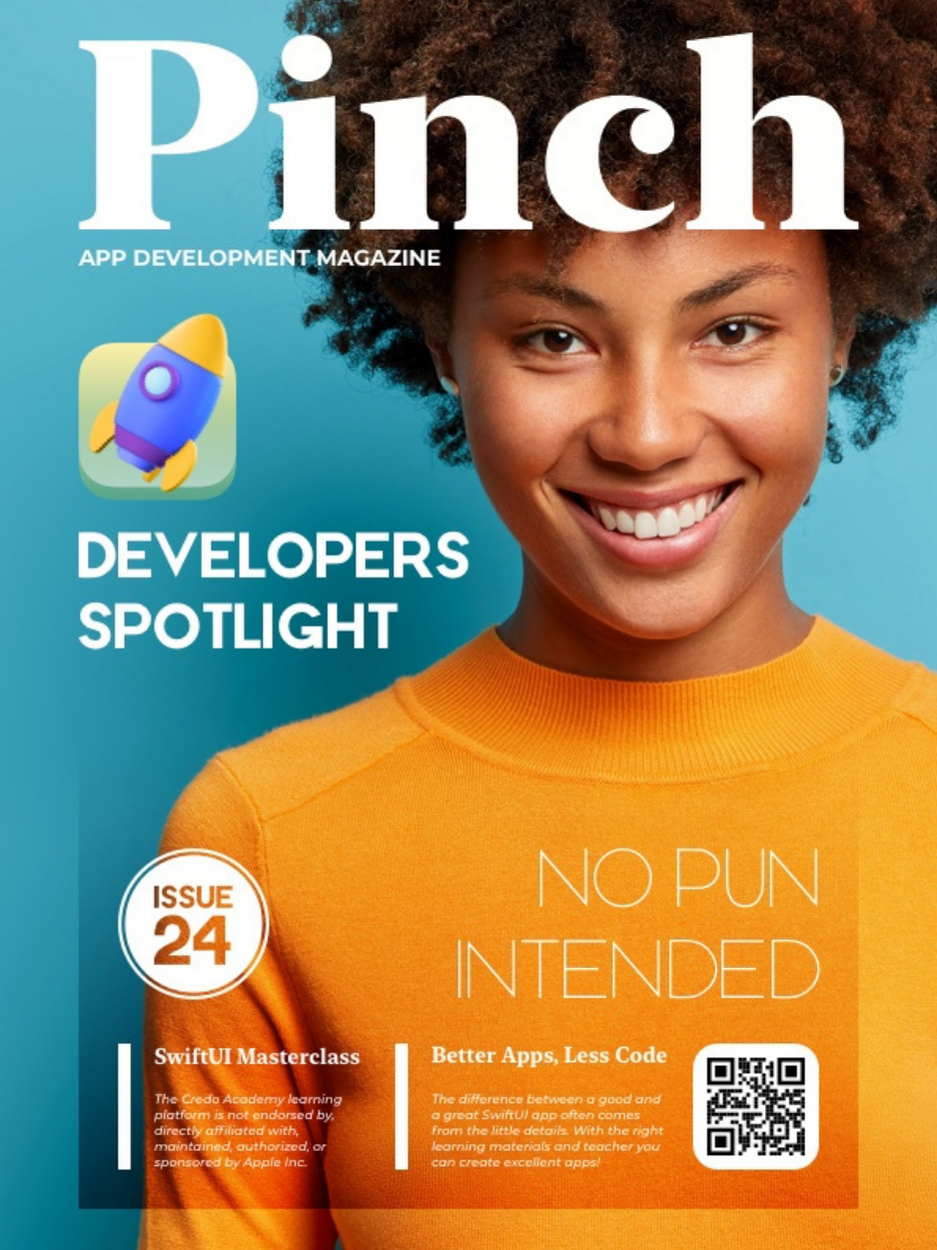 Pinch
APP DEVELOPMENT MAGAZINE
DEVELOPERS
SPOTLIGHT
NO PUN
INTENDED
ISSUE
24
SwiftUI Masterclass
The Credo Academy learning
platform is not endorsed by,
directly affiliated with,
maintained, authorized, or
sponsored by Apple Inc.
Better Apps, Less Code
The difference between a good and
a great SwiftUI app often comes
from the little details. With the right
learning materials and teacher you
can create excellent apps!